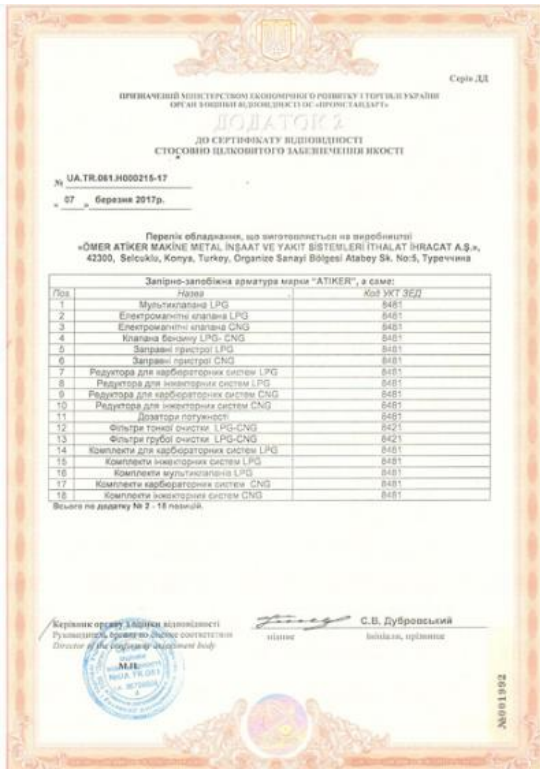 Серія ДД
ПРИЗНАЧЕНИЙ МІНІСТЕРСТВОМ ЕКОНОМІЧНОГО РОЗВИТКУ І ТОРГІВЛІ УКРАЇНИ
ОРГАН З ОЦІНКИ ВІДПОВІДНОСТІ ОС «ПРОМСТАНДАРТ»
ДОДАТОК 2
ДО СЕРТИФІКАТУ ВІДПОВІДНОСТІ
СТОСОВНО ЦІЛКОВИТОГО ЗАБЕЗПЕЧЕННЯ ЯКОСТІ
№ UA.TR.061.H000215-17
« 07 » березня 2017р.
Перелік обладнання, що виготовляється на виробництві
«ÖMER ATİKER MAKİNE METAL İNŞAAT VE YAKIT SİSTEMLERİ İTHALAT İHRACAT A.Ş.»,
42300, Selcuklu, Konya, Turkey, Organize Sanayi Bölgesi Atabey Sk. No:5, Туреччина
Запірно-запобіжна арматура марки "ATIKER", а саме:
Поз. Назва Код УКТ ЗЕД
1 Мультиклапана LPG 8481
2 Електромагнітні клапана LPG 8481
3 Електромагнітні клапана CNG 8481
4 Клапана бензину LPG- CNG 8481
5 Заправні пристрої LPG 8481
6 Заправні пристрої CNG 8481
7 Редуктора для карбюраторних систем LPG 8481
8 Редуктора для інжекторних систем LPG 8481
9 Редуктора для карбюраторних систем CNG 8481
10 Редуктора для інжекторних систем CNG 8481
11 Дозатори потужності 8481
12 Фільтри тонкої очистки LPG-CNG 8421
13 Фільтри грубої очистки LPG-CNG 8421
14 Комплекти для карбюраторних систем LPG 8481
15 Комплекти інжекторних систем LPG 8481
16 Комплекти мультиклапанів LPG 8481
17 Комплекти карбюраторних систем CNG 8481
18 Комплекти інжекторних систем CNG 8481
Всього по додатку № 2 - 18 позицій.
Керівник органу з оцінки відповідності С.В. Дубровський
Руководитель органа по оценке соответствия підпис ініціали, прізвище
Director of the conformity assessment body
М.П.
№001992